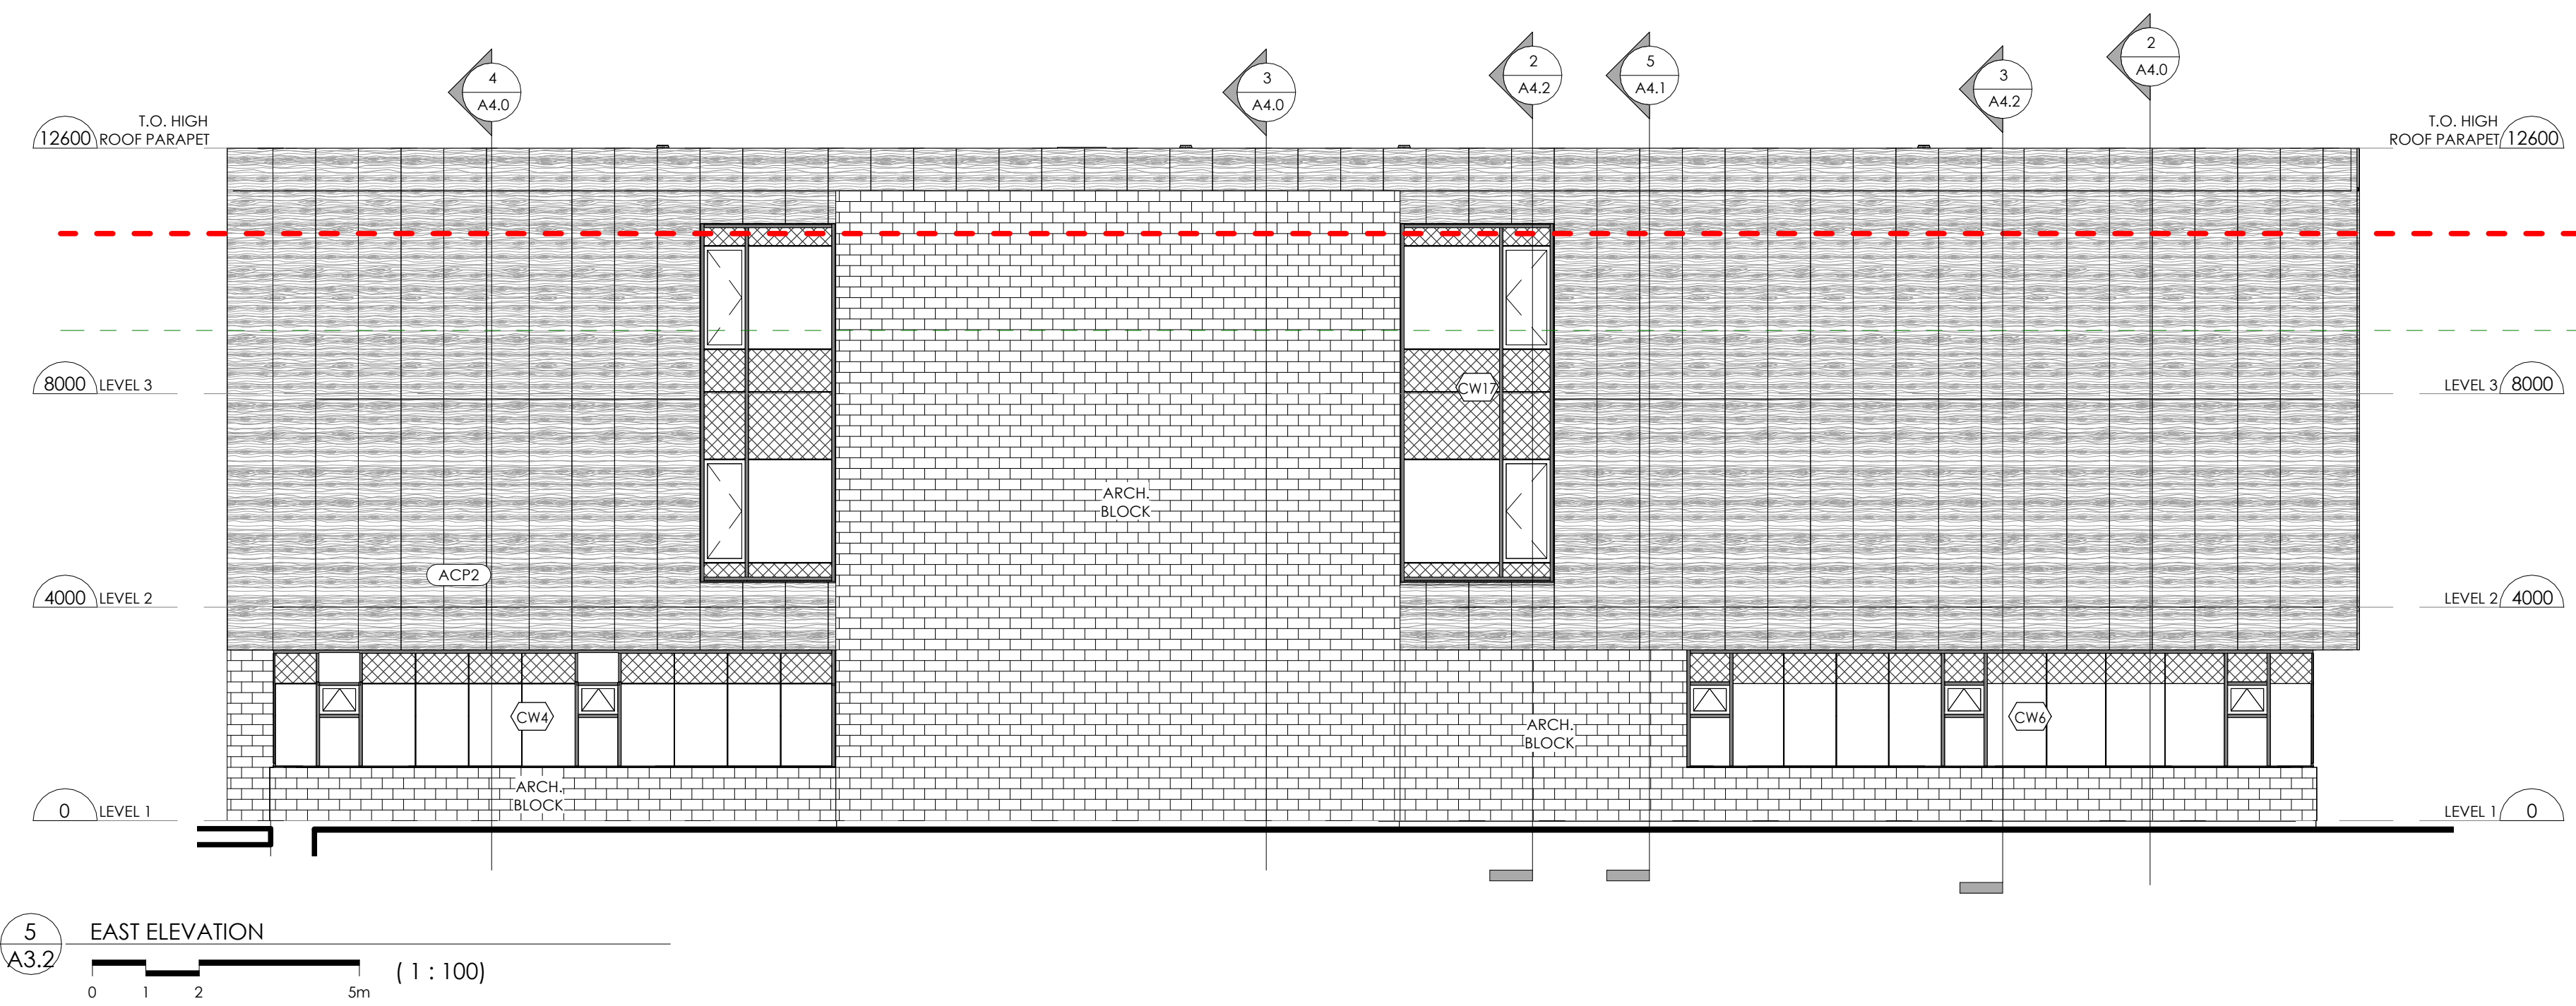 4
A4.0
3
A4.0
2
A4.2
5
A4.1
3
A4.2
2
A4.0
12600
T.O. HIGH
ROOF PARAPET
T.O. HIGH
ROOF PARAPET
12600
8000 LEVEL 3
CW17
LEVEL 3 8000
ARCH.
BLOCK
ACP2
4000 LEVEL 2
LEVEL 2 4000
CW4
CW6
ARCH.
BLOCK
ARCH.
BLOCK
0 LEVEL 1
LEVEL 1 0
5
A3.2
EAST ELEVATION
( 1 : 100)
0 1 2 5m